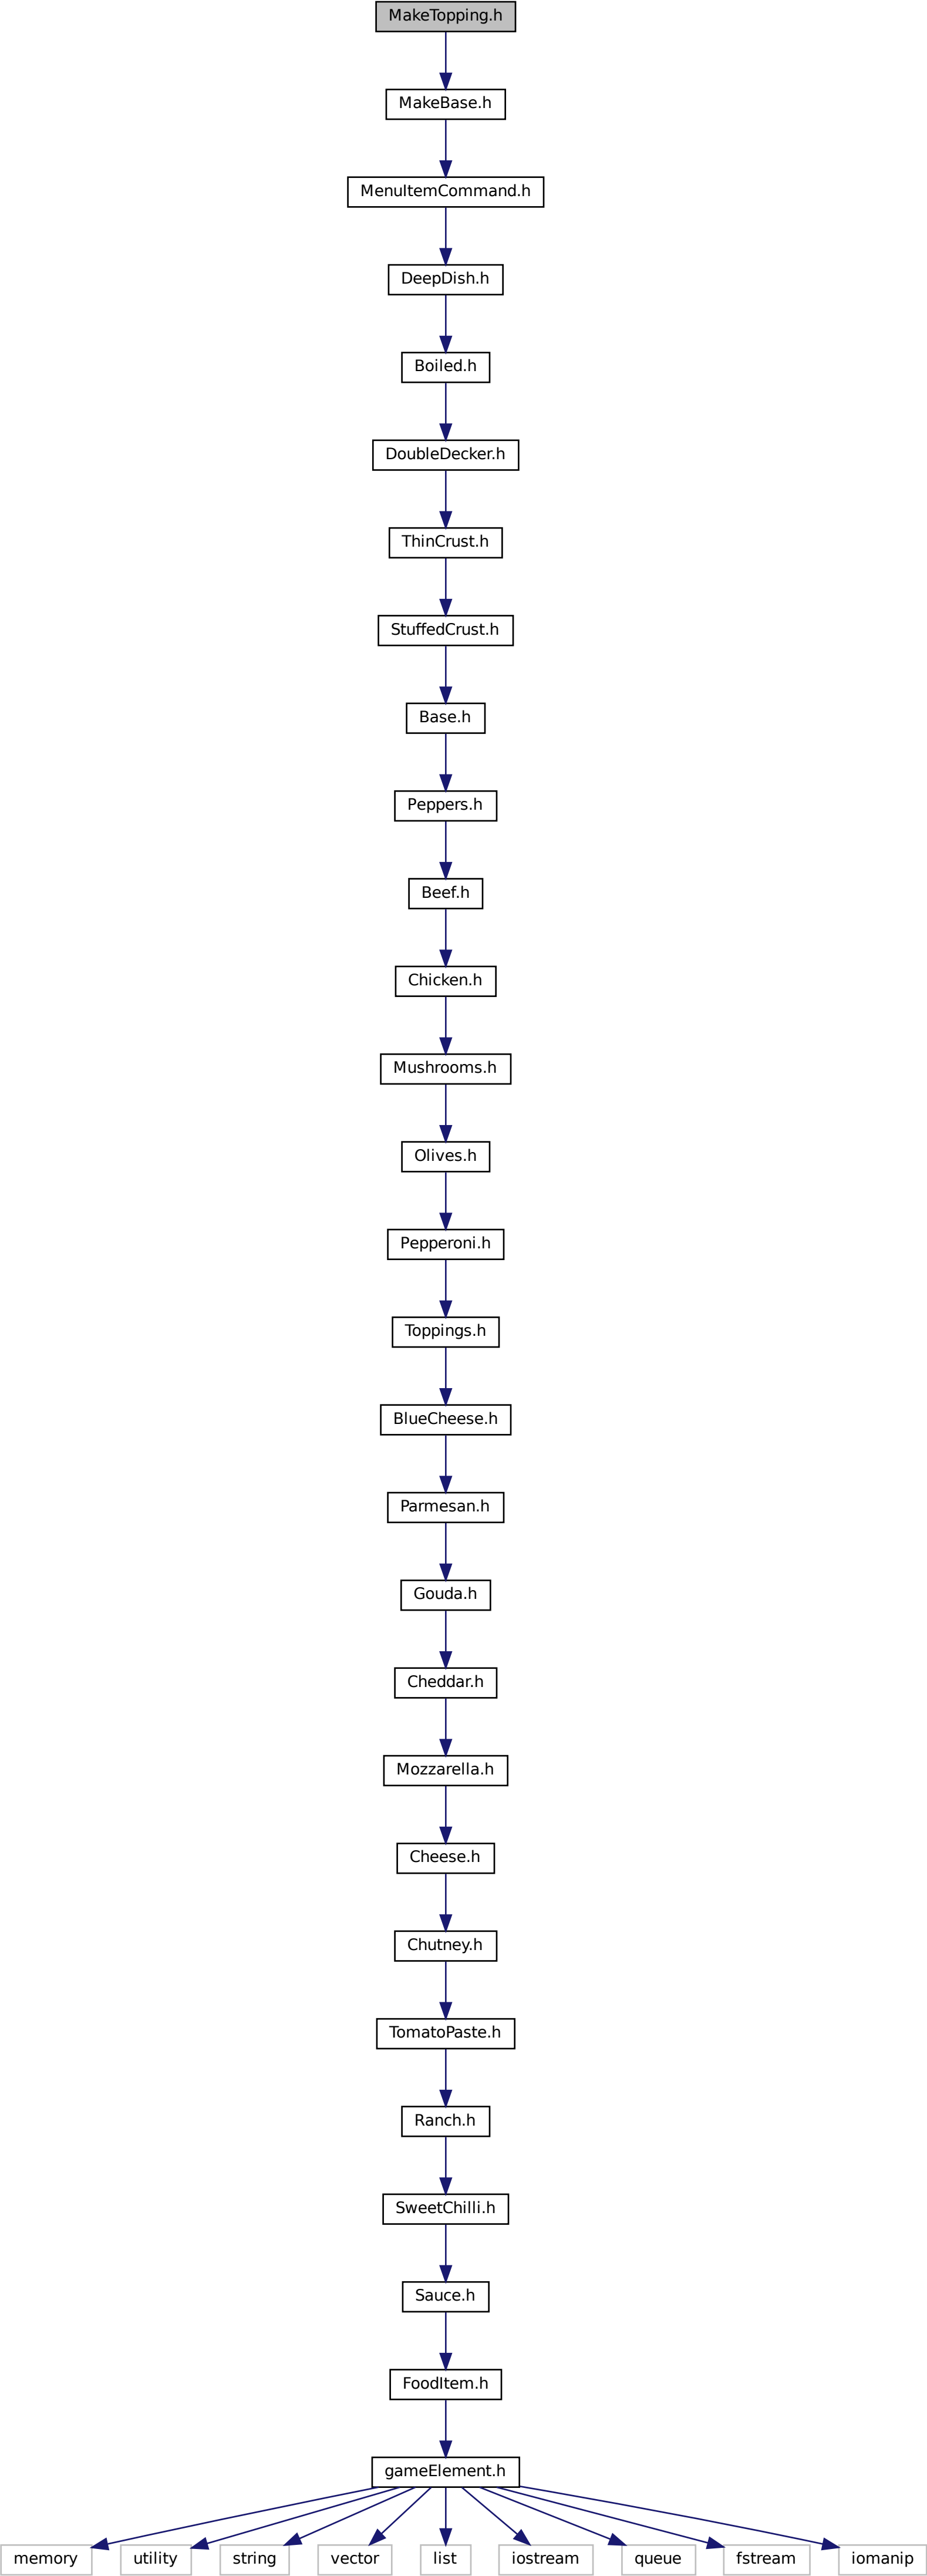 MakeTopping.h
MakeBase.h
MenuItemCommand.h
DeepDish.h
Boiled.h
DoubleDecker.h
ThinCrust.h
StuffedCrust.h
Base.h
Peppers.h
Beef.h
Chicken.h
Mushrooms.h
Olives.h
Pepperoni.h
Toppings.h
BlueCheese.h
Parmesan.h
Gouda.h
Cheddar.h
Mozzarella.h
Cheese.h
Chutney.h
TomatoPaste.h
Ranch.h
SweetChilli.h
Sauce.h
FoodItem.h
gameElement.h
memory utility string vector list iostream queue fstream iomanip